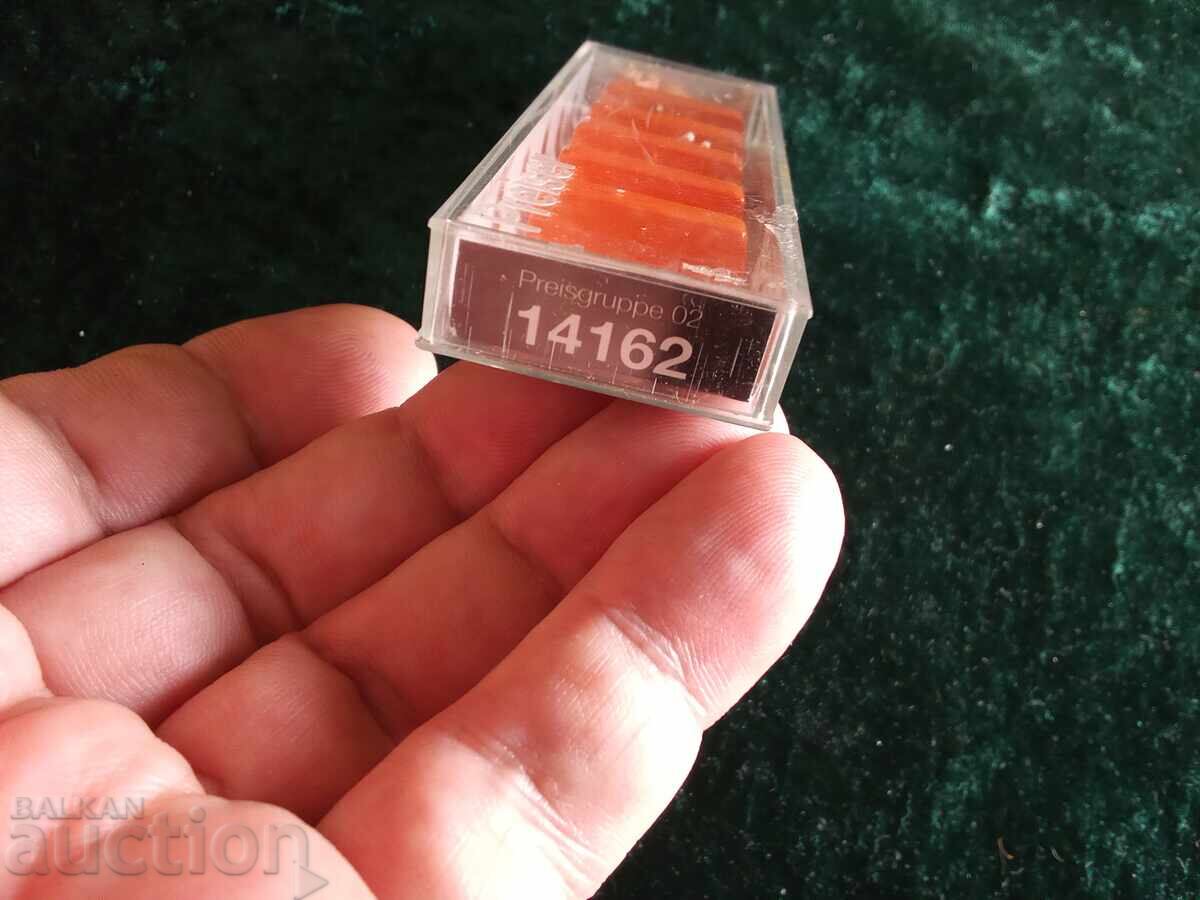 Preisgruppe 02
14162
BALKAN
auction